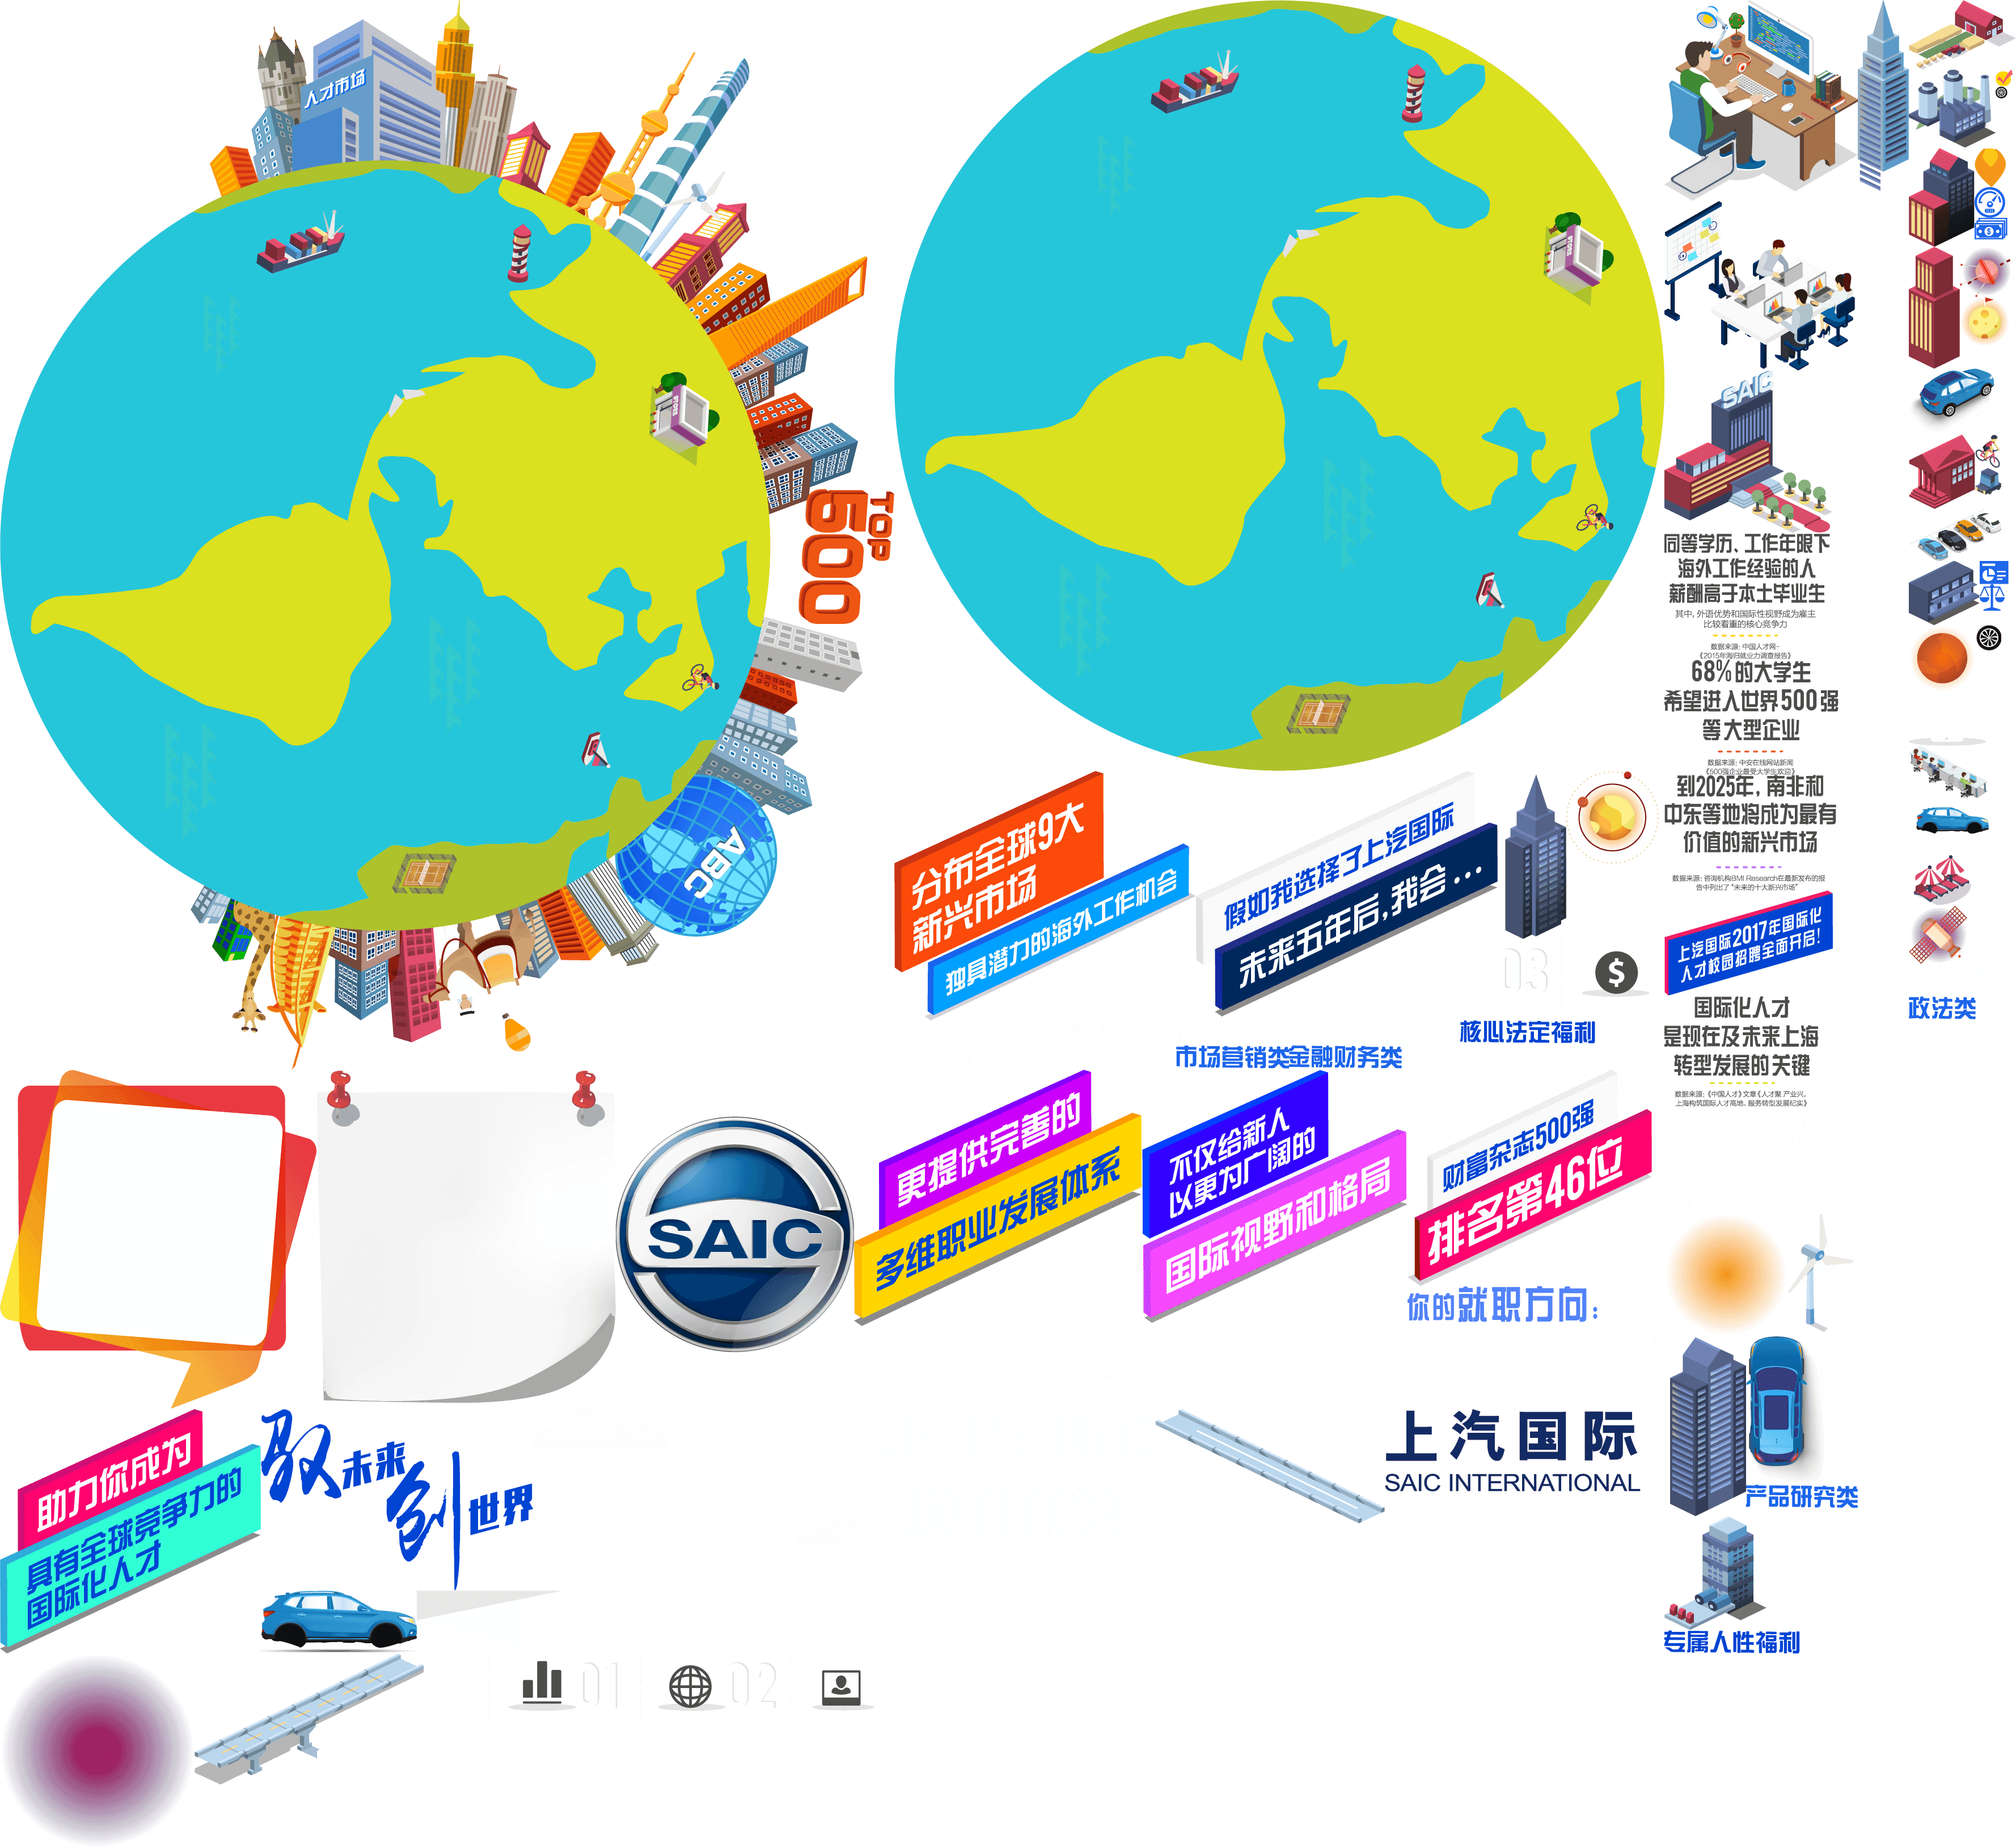 人才市场
STORE
STORE
TOP
500
ABC
SAIC
同等学历、工作年限下
海外工作经验的人
薪酬高于本土毕业生
其中，外语优势和国际性视野成为雇主
比较看重的核心竞争力
数据来源：中国人才网-
《2015年海归就业力调查报告》
68%的大学生
希望进入世界500强
等大型企业
数据来源：中安在线网站新闻
《500强企业最受大学生欢迎》
到2025年，南非和
中东等地将成为最有
价值的新兴市场
数据来源：咨询机构BMI Research在最新发布的报
告中列出了“未来的十大新兴市场”
上汽国际2017年国际化
人才校园招聘全面开启！
国际化人才
是现在及未来上海
转型发展的关键
数据来源：《中国人才》文章《人才聚 产业兴，
上海构筑国际人才高地，服务转型发展纪实》
分布全球9大
新兴市场
独具潜力的海外工作机会
假如我选择了上汽国际
未来五年后，我会…
03
$
核心法定福利
政法类
市场营销类金融财务类
SAIC
更提供完善的
多维职业发展体系
不仅给新人
以更为广阔的
国际视野和格局
财富杂志500强
排名第46位
你的就职方向：
助力你成为
具有全球竞争力的
国际化人才
驭未来
创世界
上汽国际
SAIC INTERNATIONAL
产品研究类
专属人性福利
01
02